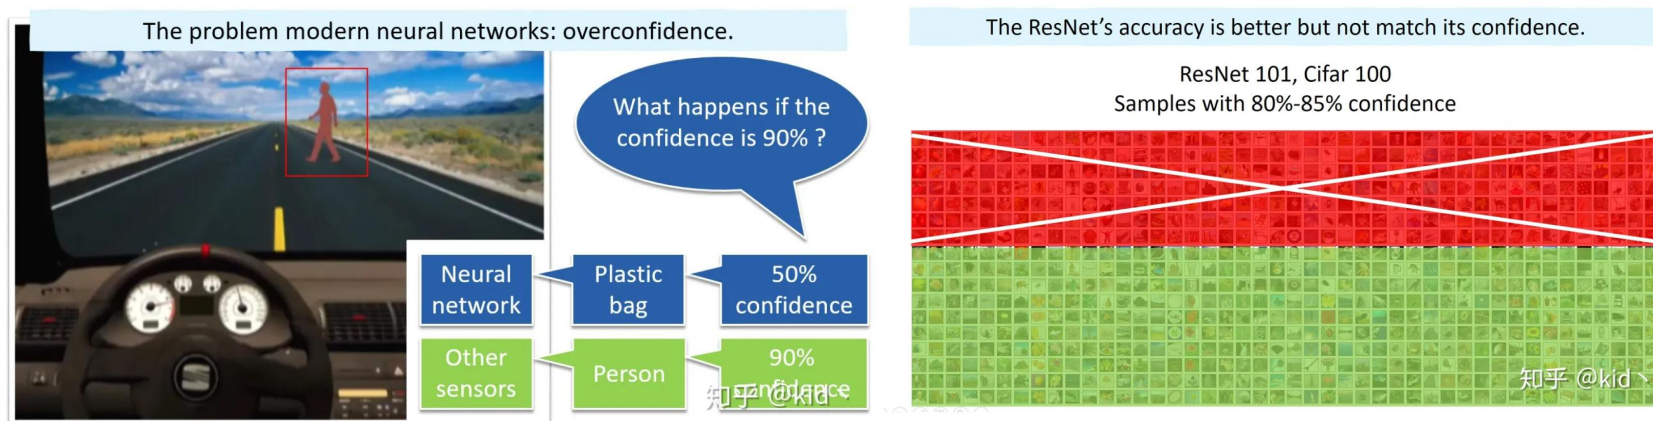 The problem modern neural networks: overconfidence.
What happens if the
confidence is 90% ?
Neural
network
Plastic
bag
50%
confidence
Other
sensors
Person
90%
confidence
知乎 @kid丶
The ResNet's accuracy is better but not match its confidence.
ResNet 101, Cifar 100
Samples with 80%-85% confidence
知乎 @kid丶